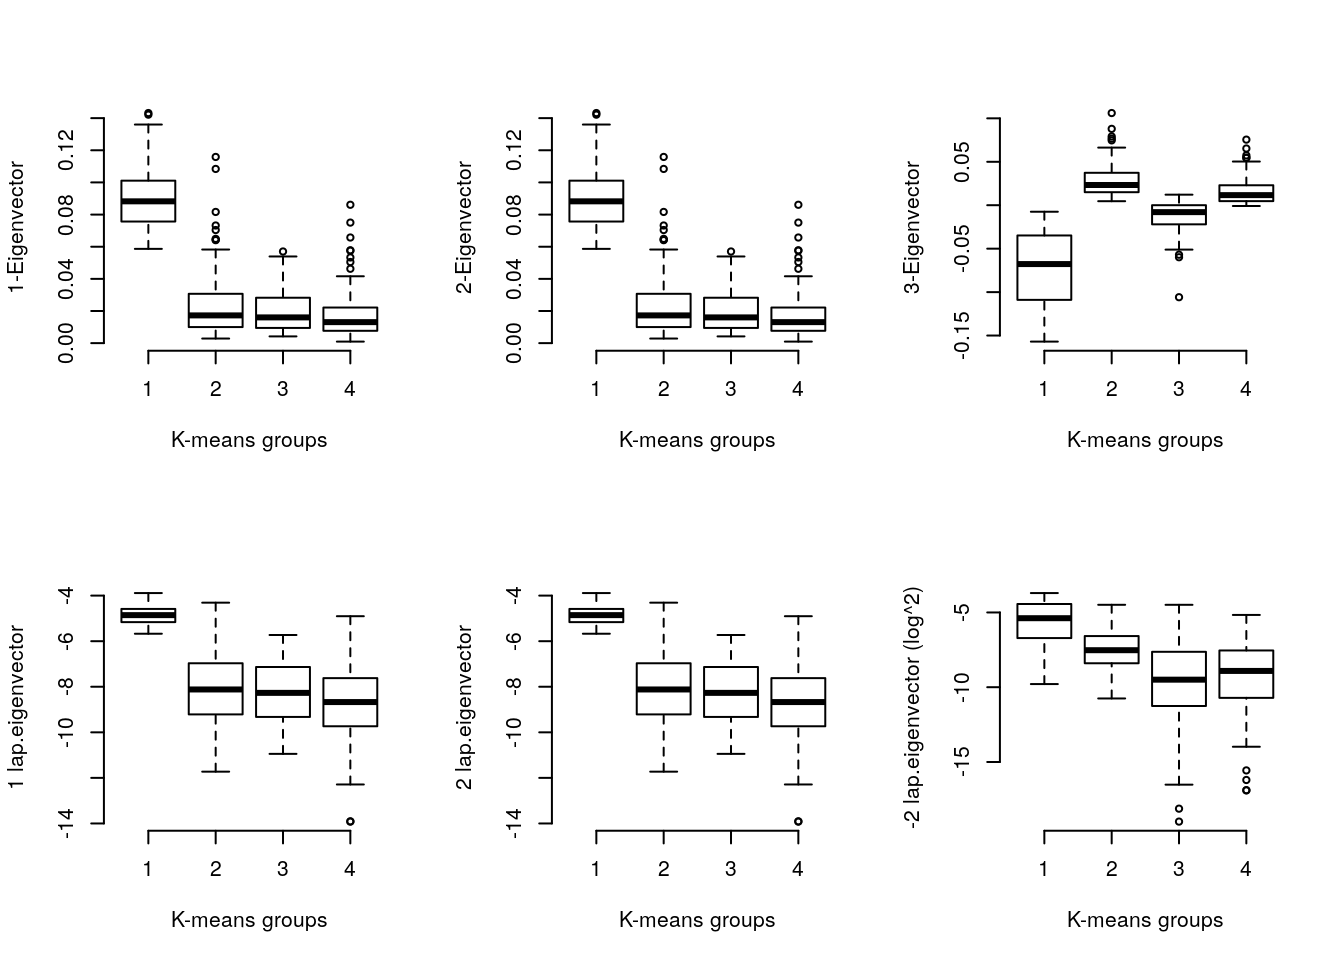 1-Eigenvector
0.00 0.04 0.08 0.12
1 2 3 4
K-means groups
2-Eigenvector
0.00 0.04 0.08 0.12
1 2 3 4
K-means groups
3-Eigenvector
-0.15 -0.05 0.05
1 2 3 4
K-means groups
1 lap.eigenvector
-14 -10 -8 -6 -4
1 2 3 4
K-means groups
2 lap.eigenvector
-14 -10 -8 -6 -4
1 2 3 4
K-means groups
-2 lap.eigenvector (log^2)
-15 -10 -5
1 2 3 4
K-means groups